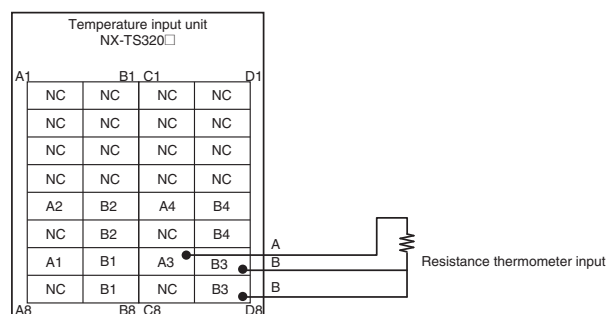 Temperature input unit
NX-TS320□
A1 B1 C1 D1
NC NC NC NC
NC NC NC NC
NC NC NC NC
NC NC NC NC
A2 B2 A4 B4
NC B2 NC B4
A
A1 B1 A3 B3 B
Resistance thermometer input
NC B1 NC B3 B
A8 B8 C8 D8